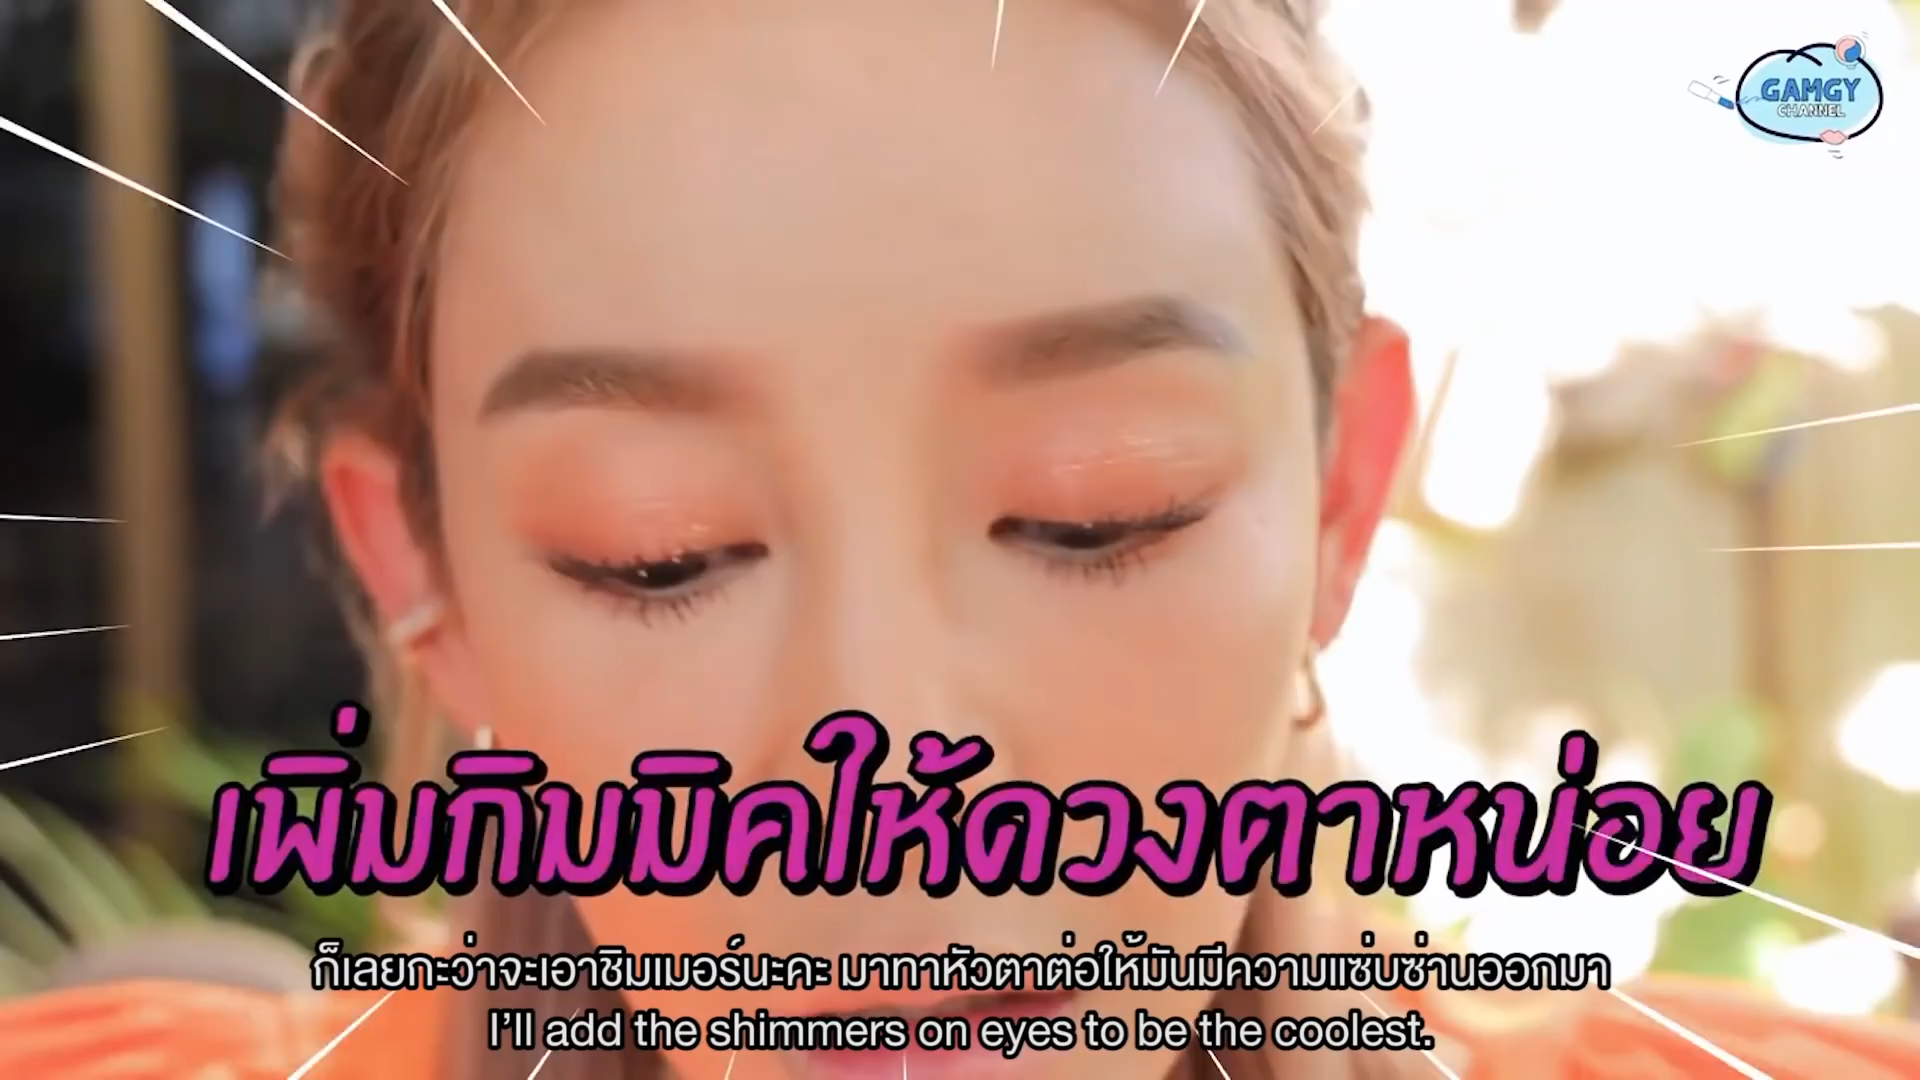 GAMGY
CHANNEL
เพิ่มกิมมิคให้ดวงตาหน่อย
ก็เลยกะว่าจะเอาชิมเมอร์นะคะ มาทาหัวตาต่อให้มันมีความแซ่บซ่านออกมา
I'll add the shimmers on eyes to be the coolest.